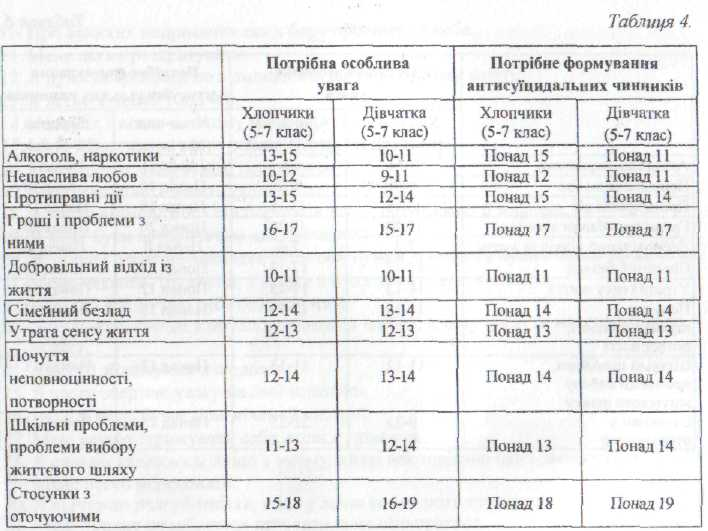 Таблиця 4.
Потрібна особлива увага Потрібне формування антисуїцидальних чинників
Хлопчики (5-7 клас) Дівчатка (5-7 клас) Хлопчики (5-7 клас) Дівчатка (5-7 клас)
Алкоголь, наркотики 13-15 10-11 Понад 15 Понад 11
Нещаслива любов 10-12 9-11 Понад 12 Понад 11
Протиправні дії 13-15 12-14 Понад 15 Понад 14
Гроші і проблеми з ними 16-17 15-17 Понад 17 Понад 17
Добровільний відхід із життя 10-11 10-11 Понад 11 Понад 11
Сімейний безлад 12-14 13-14 Понад 14 Понад 14
Утрата сенсу життя 12-13 12-13 Понад 13 Понад 13
Почуття неповноцінності, потворності 12-14 13-14 Понад 14 Понад 14
Шкільні проблеми, проблеми вибору життєвого шляху 11-13 12-14 Понад 13 Понад 14
Стосунки з оточуючими 15-18 16-19 Понад 18 Понад 19